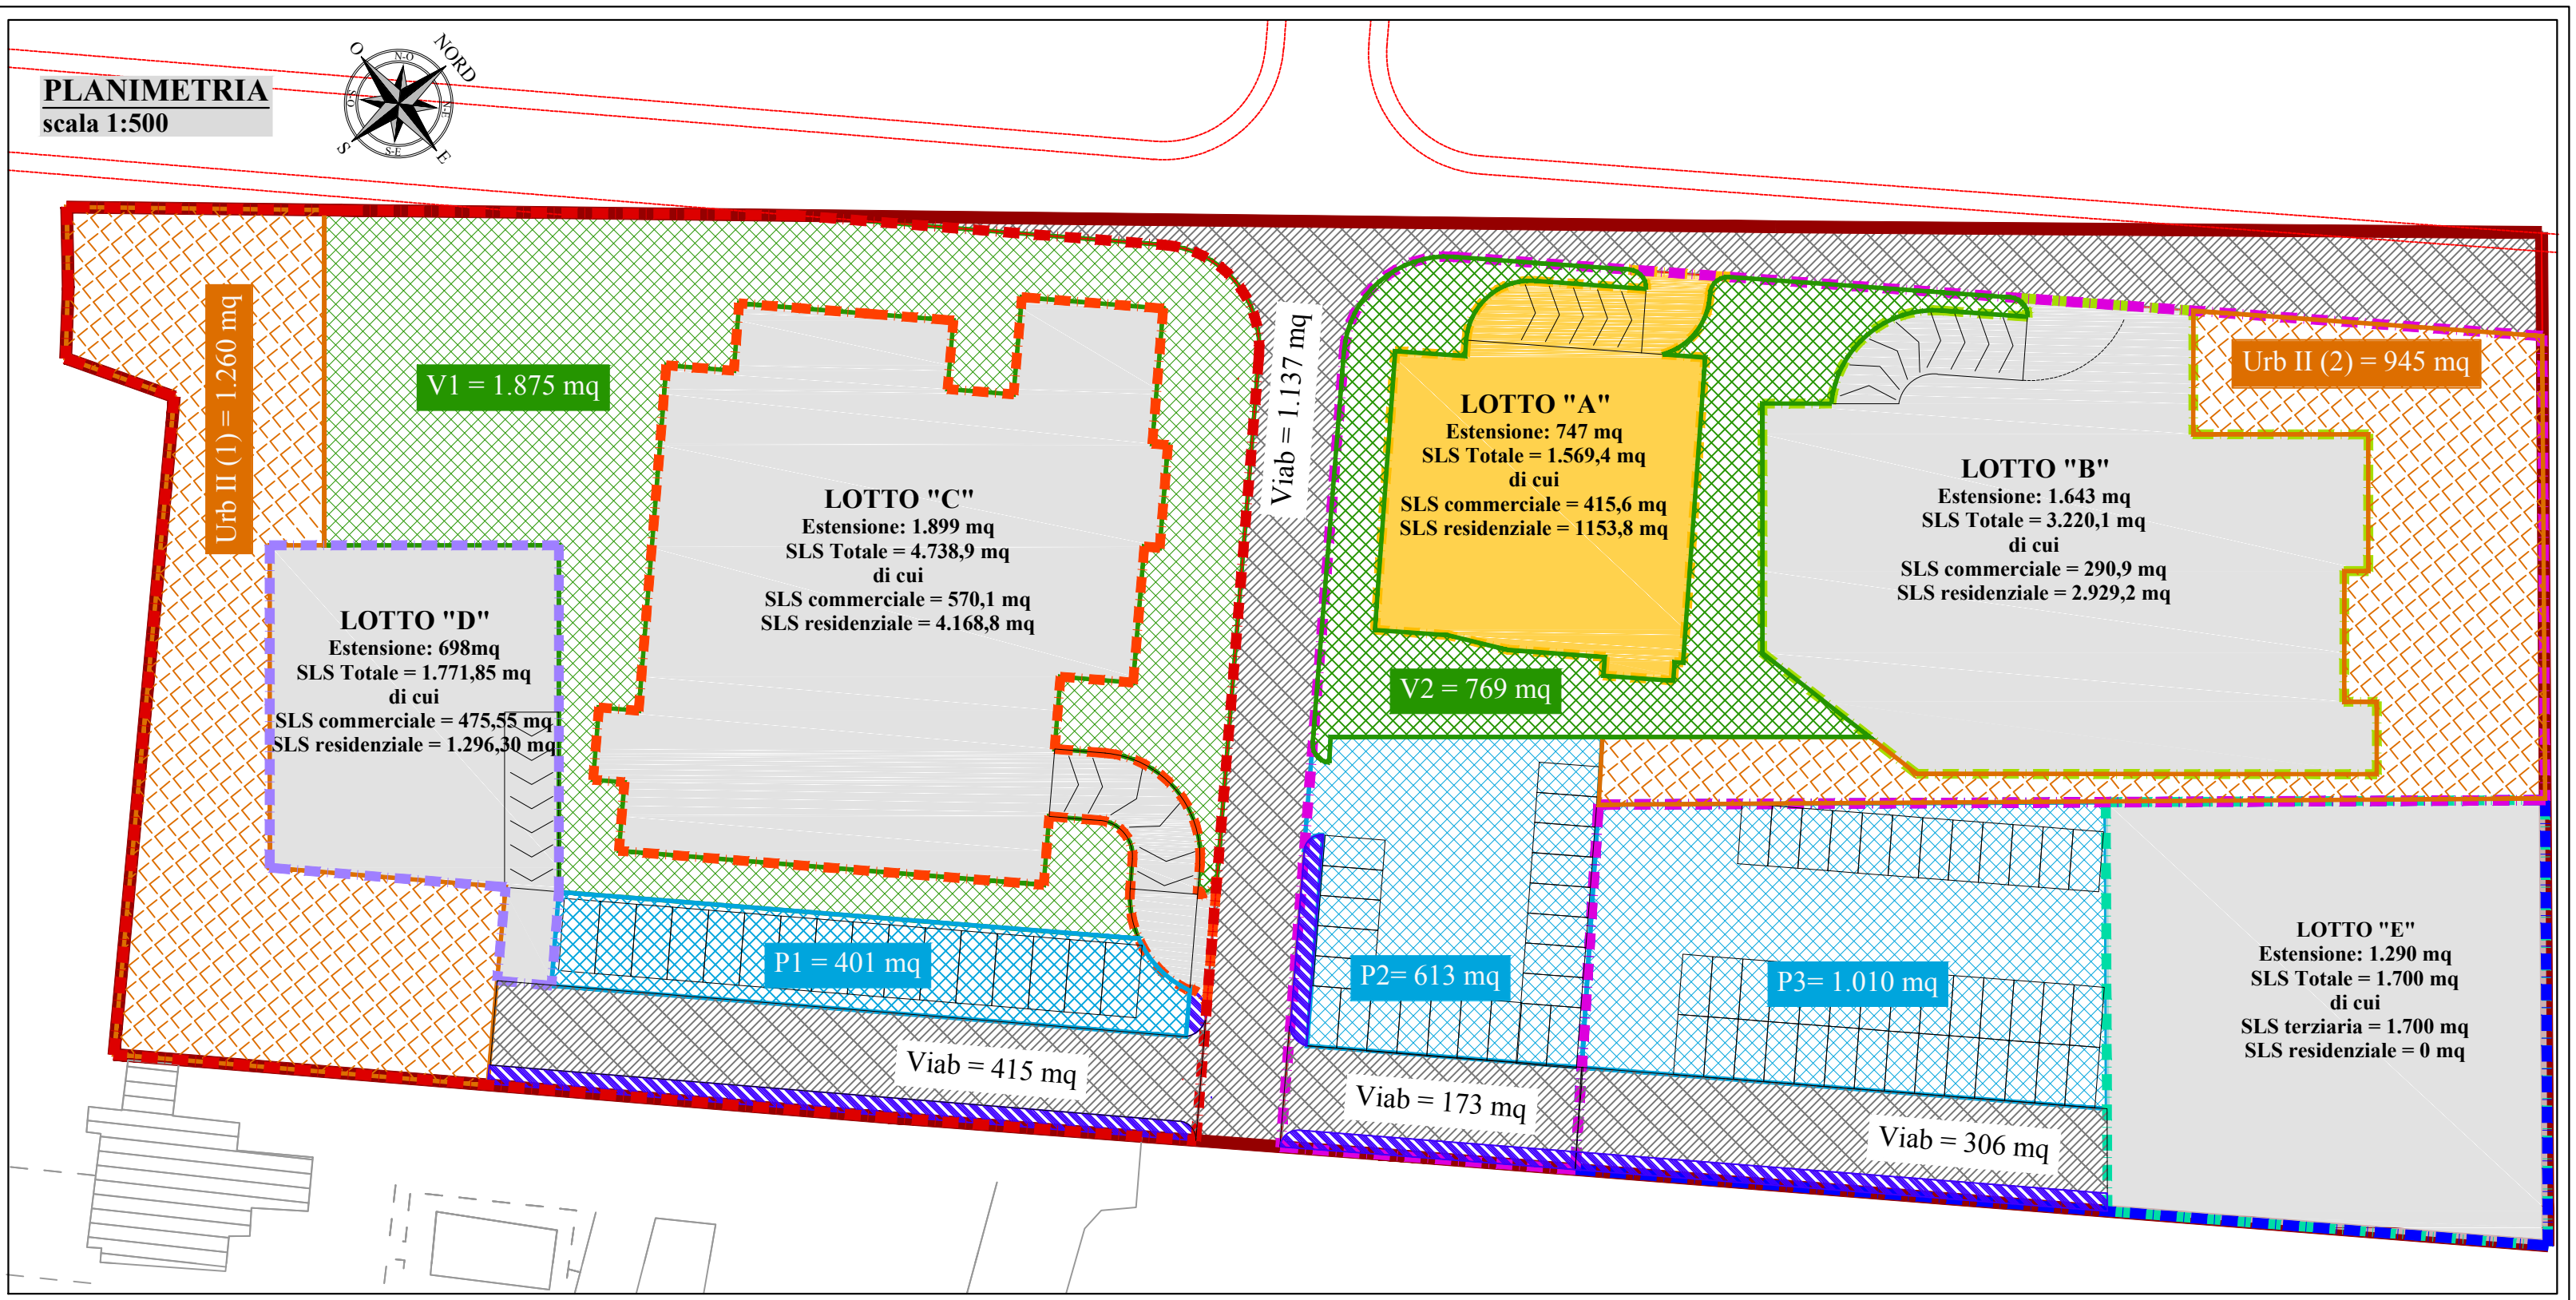 PLANIMETRIA
scala 1:500
NORD
N-O
O
N-E
S-O
S
S-E
E
Urb II (1) = 1.260 mq
V1 = 1.875 mq
LOTTO "C"
Estensione: 1.899 mq
SLS Totale = 4.738,9 mq
di cui
SLS commerciale = 570,1 mq
SLS residenziale = 4.168,8 mq
LOTTO "D"
Estensione: 698mq
SLS Totale = 1.771,85 mq
di cui
SLS commerciale = 475,55 mq
SLS residenziale = 1.296,30 mq
Viab = 1.137 mq
LOTTO "A"
Estensione: 747 mq
SLS Totale = 1.569,4 mq
di cui
SLS commerciale = 415,6 mq
SLS residenziale = 1153,8 mq
V2 = 769 mq
LOTTO "B"
Estensione: 1.643 mq
SLS Totale = 3.220,1 mq
di cui
SLS commerciale = 290,9 mq
SLS residenziale = 2.929,2 mq
Urb II (2) = 945 mq
P1 = 401 mq
P2= 613 mq
P3= 1.010 mq
LOTTO "E"
Estensione: 1.290 mq
SLS Totale = 1.700 mq
di cui
SLS terziaria = 1.700 mq
SLS residenziale = 0 mq
Viab = 415 mq
Viab = 173 mq
Viab = 306 mq